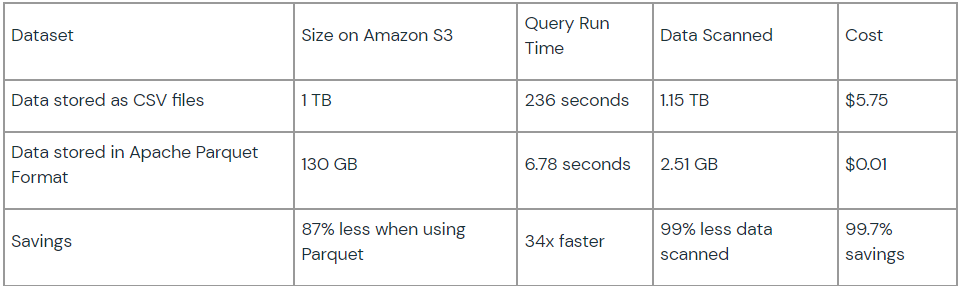 Dataset
Size on Amazon S3
Query Run
Time
Data Scanned
Cost
Data stored as CSV files
1 TB
236 seconds
1.15 TB
$5.75
Data stored in Apache Parquet
Format
130 GB
6.78 seconds
2.51 GB
$0.01
Savings
87% less when using
Parquet
34x faster
99% less data
scanned
99.7%
savings